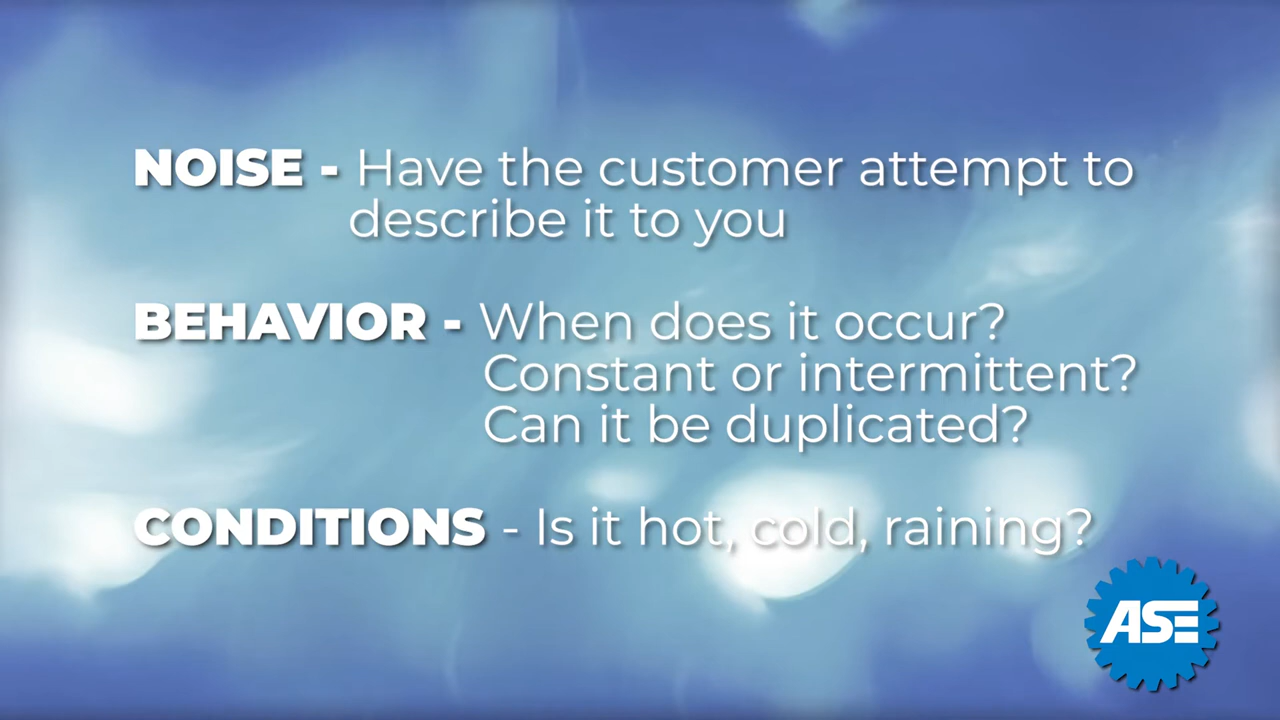 NOISE - Have the customer attempt to
describe it to you
BEHAVIOR - When does it occur?
Constant or intermittent?
Can it be duplicated?
CONDITIONS - Is it hot, cold, raining?
ASE